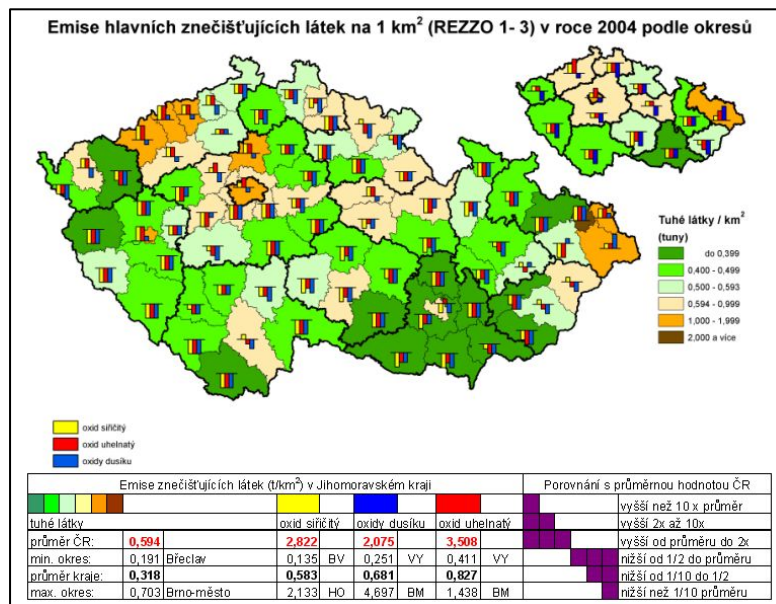 Emise hlavních znečišťujících látek na 1 km² (REZZO 1- 3) v roce 2004 podle okresů
Tuhé látky / km²
(tuny)
do 0,399
0,400 - 0,499
0,500 - 0,593
0,594 - 0,999
1,000 - 1,999
2,000 a více
oxid siřičitý
oxid uhelnatý
oxidy dusíku
Emise znečišťujících látek (t/km²) v Jihomoravském kraji
Porovnání s průměrnou hodnotou ČR
vyšší než 10 x průměr
tuhé látky oxid siřičitý oxidy dusíku oxid uhelnatý vyšší 2x až 10x
průměr ČR: 0,594 2,822 2,075 3,508 vyšší od průměru do 2x
min. okres: 0,191 Břeclav 0,135 BV 0,251 VY 0,411 VY nižší od 1/2 do průměru
průměr kraje: 0,318 0,583 0,681 0,827 nižší od 1/10 do 1/2
max. okres: 0,703 Brno-město 2,133 HO 4,697 BM 1,438 BM nižší než 1/10 průměru